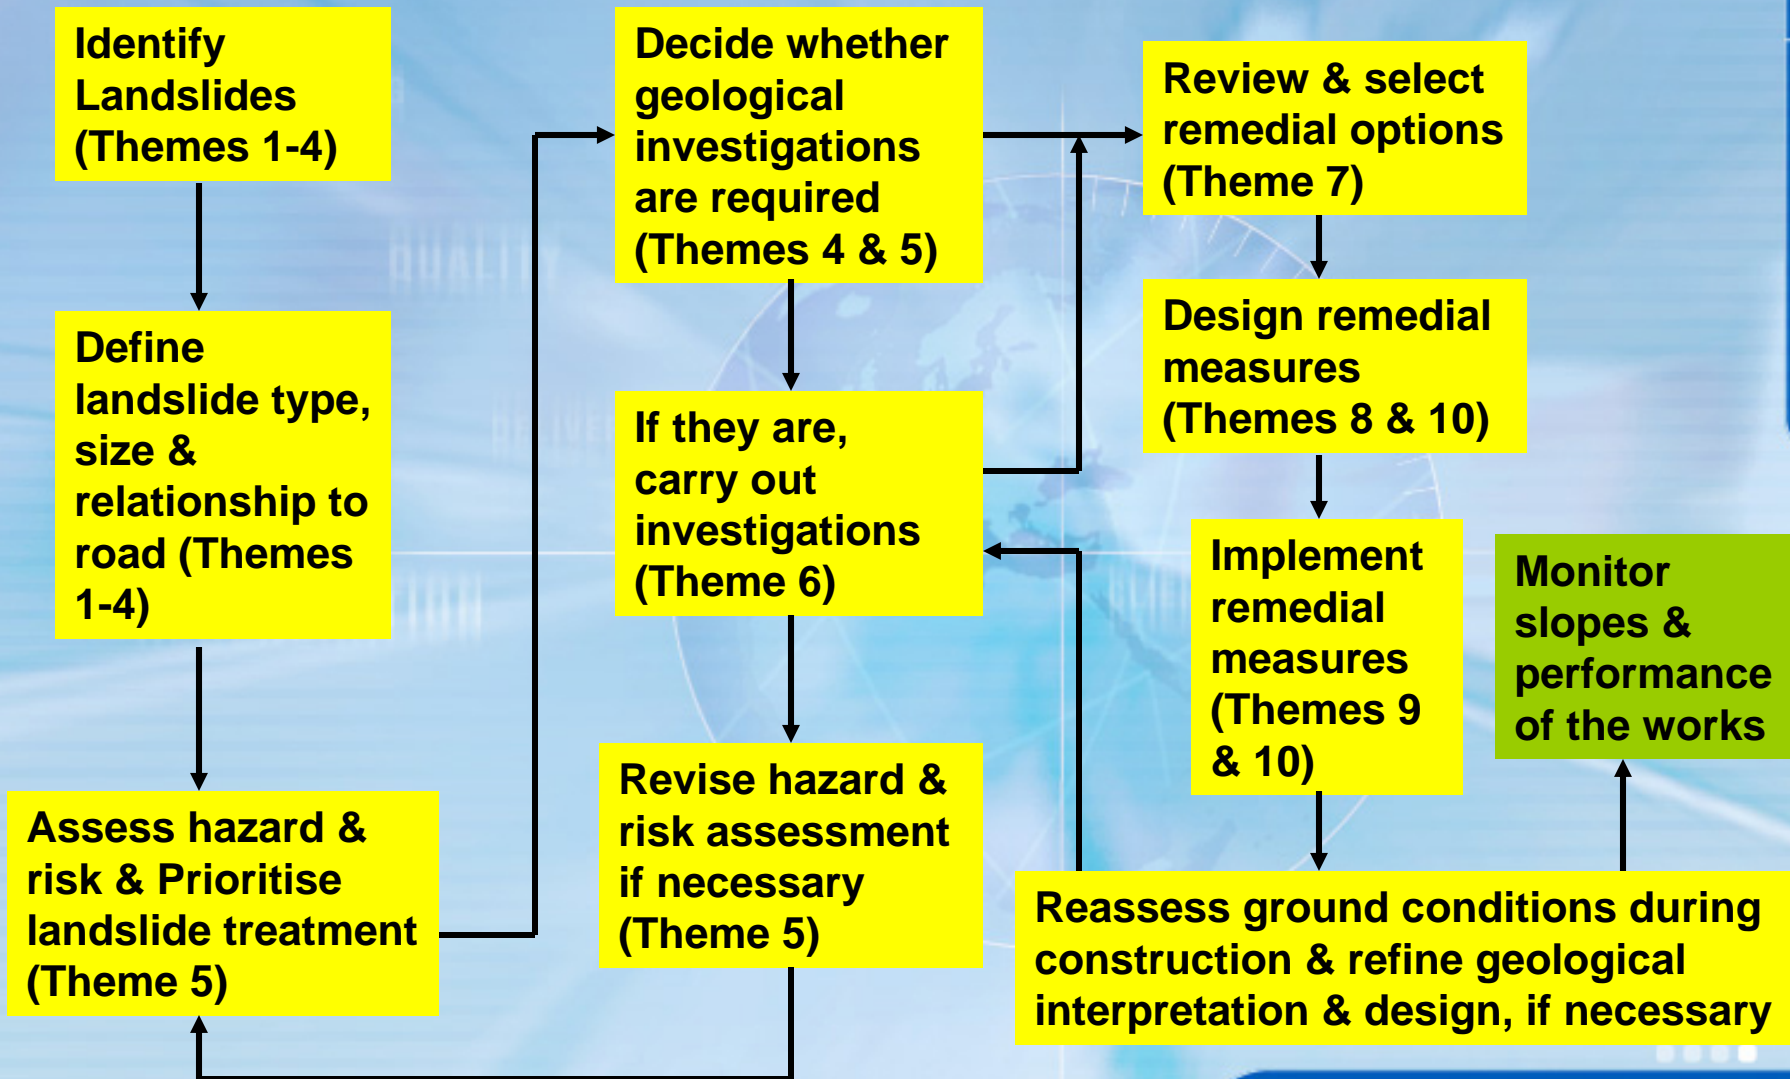 Identify
Landslides
(Themes 1-4)
Define
landslide type,
size &
relationship to
road (Themes
1-4)
Assess hazard &
risk & Prioritise
landslide treatment
(Theme 5)
Decide whether
geological
investigations
are required
(Themes 4 & 5)
If they are,
carry out
investigations
(Theme 6)
Revise hazard &
risk assessment
if necessary
(Theme 5)
Review & select
remedial options
(Theme 7)
Design remedial
measures
(Themes 8 & 10)
Implement
remedial
measures
(Themes 9
& 10)
Monitor
slopes &
performance
of the works
Reassess ground conditions during
construction & refine geological
interpretation & design, if necessary
QUALITY